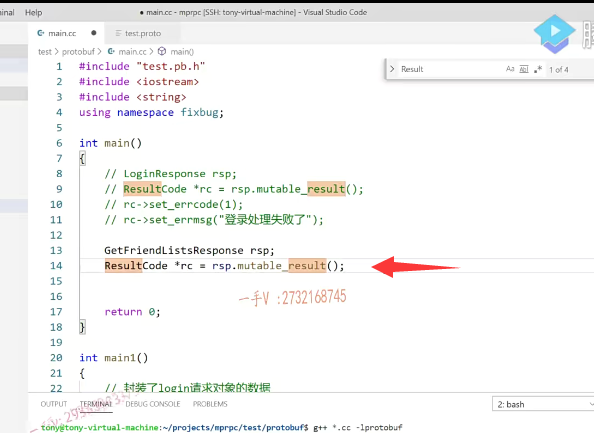 inal Help ● main.cc - mprpc [SSH: tony-virtual-machine] - Visual Studio Code
main.cc ● test.proto
test > protobuf > main.cc > main()
Result Aa Abl .* 1 of 4
1 #include "test.pb.h"
2 #include <iostream>
3 #include <string>
4 using namespace fixbug;
5
6 int main()
7 {
8 // LoginResponse rsp;
9 // ResultCode *rc = rsp.mutable_result();
10 // rc->set_errcode(1);
11 // rc->set_errmsg("登录处理失败了");
12
13 GetFriendListsResponse rsp;
14 ResultCode *rc = rsp.mutable_result();
15
16
一手V :2732168745
17 return 0;
18 }
19
20 int main1()
21 {
22 // 封装了login请求对象的数据
OUTPUT TERMINAL DEBUG CONSOLE PROBLEMS 2: bash
tony@tony-virtual-machine:~/projects/mprpc/test/protobuf$ g++ *.cc -lprotobuf